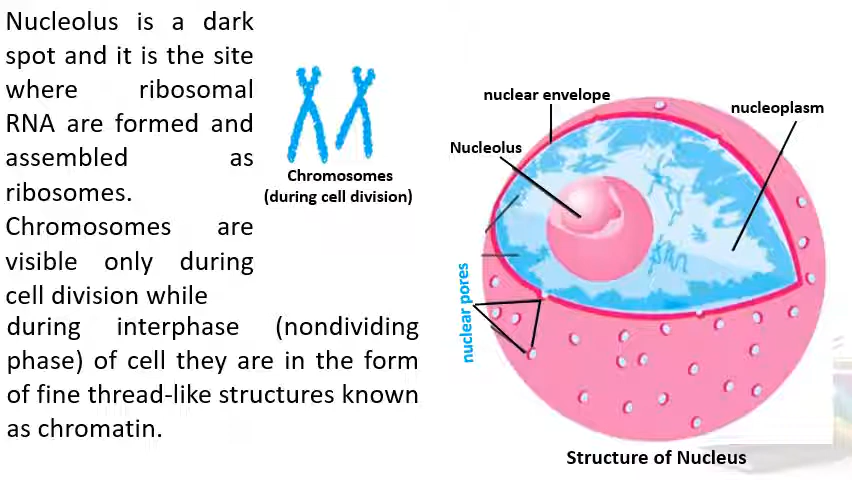 Nucleolus is a dark
spot and it is the site
where ribosomal
RNA are formed and
assembled as
ribosomes.
Chromosomes are
visible only during
cell division while
during interphase (nondividing
phase) of cell they are in the form
of fine thread-like structures known
as chromatin.
Chromosomes
(during cell division)
nuclear envelope
nucleoplasm
Nucleolus
nuclear pores
Structure of Nucleus